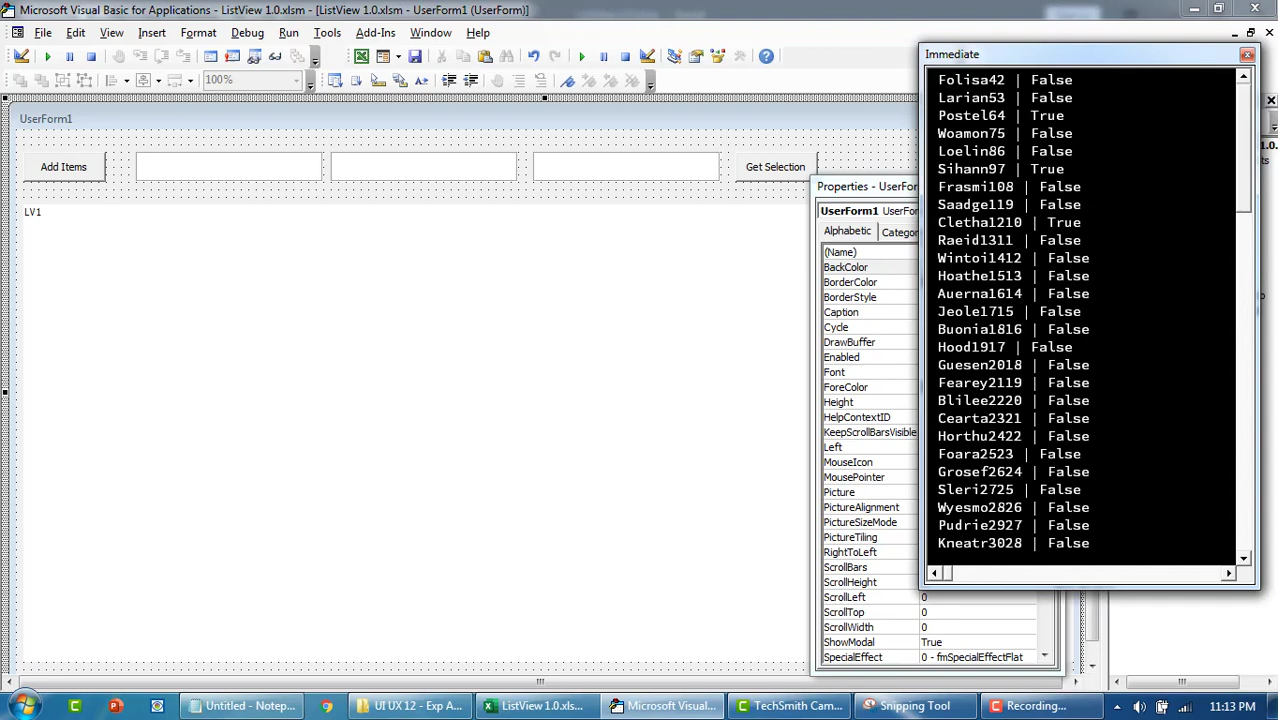 Microsoft Visual Basic for Applications - ListView 1.0.xlsm - [ListView 1.0.xlsm - UserForm1 (UserForm)]
File Edit View Insert Format Debug Run Tools Add-Ins Window Help
100%
UserForm1
Add Items
Get Selection
LV1
Properties - UserFor
UserForm1 UserFor
Alphabetic Categor
(Name)
BackColor
BorderColor
BorderStyle
Caption
Cycle
DrawBuffer
Enabled
Font
ForeColor
Height
HelpContextID
KeepScrollBarsVisible
Left
MouseIcon
MousePointer
Picture
PictureAlignment
PictureSizeMode
PictureTiling
RightToLeft
ScrollBars
ScrollHeight
ScrollLeft 0
ScrollTop 0
ScrollWidth 0
ShowModal True
SpecialEffect 0 - fmSpecialEffectFlat
Immediate
Folisa42 | False
Larian53 | False
Postel64 | True
Woamon75 | False
Loelin86 | False
Sihann97 | True
Frasmi108 | False
Saadge119 | False
Cletha1210 | True
Raeid1311 | False
Wintoi1412 | False
Hoathe1513 | False
Auerna1614 | False
Jeole1715 | False
Buonia1816 | False
Hood1917 | False
Guesen2018 | False
Fearey2119 | False
Blilee2220 | False
Cearta2321 | False
Horthu2422 | False
Foara2523 | False
Grosef2624 | False
Sleri2725 | False
Wyesmo2826 | False
Pudrie2927 | False
Kneatr3028 | False
1.0.
ts
Untitled - Notep... UI UX 12 - Exp A... ListView 1.0.xlsm... Microsoft Visual... TechSmith Cam... Snipping Tool Recording... 11:13 PM